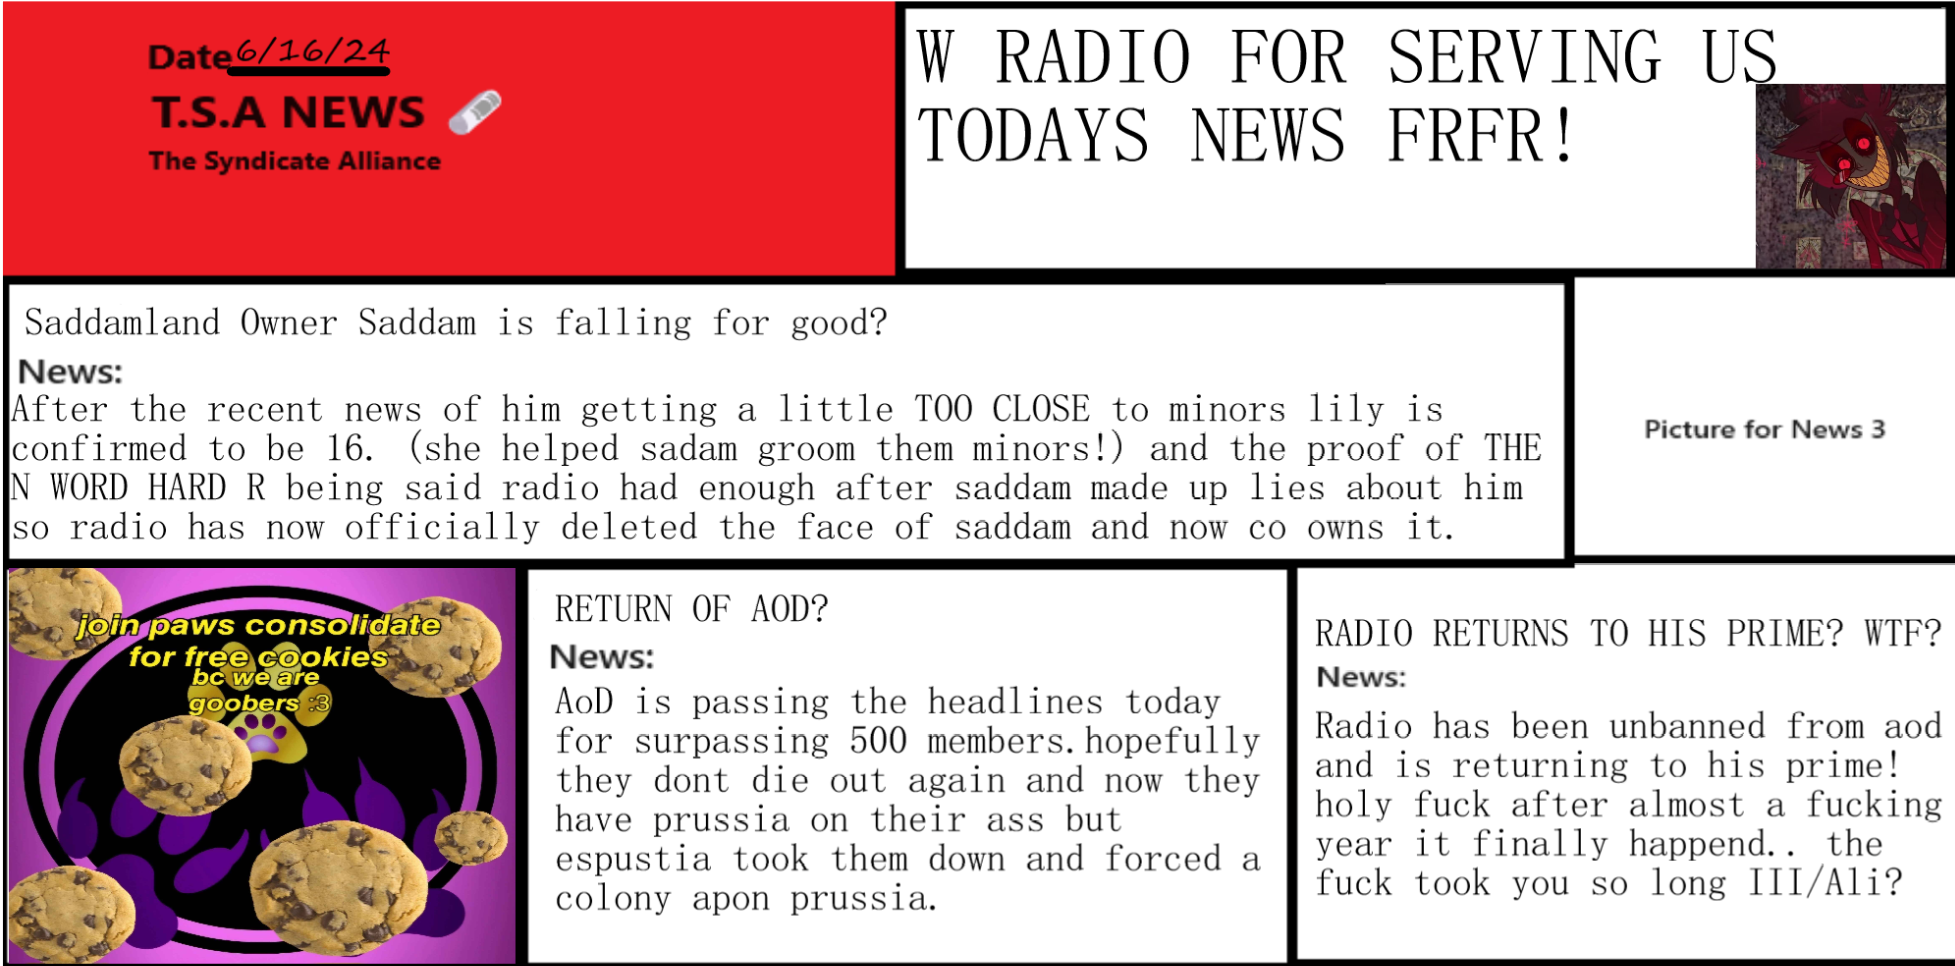 Date 6/16/24
T.S.A NEWS
The Syndicate Alliance
W RADIO FOR SERVING US
TODAYS NEWS FRFR!
Saddamland Owner Saddam is falling for good?
News:
After the recent news of him getting a little TOO CLOSE to minors lily is
confirmed to be 16. (she helped sadam groom them minors!) and the proof of THE
N WORD HARD R being said radio had enough after saddam made up lies about him
so radio has now officially deleted the face of saddam and now co owns it.
Picture for News 3
join paws consolidate
for free cookies
bc we are
goobers :3
RETURN OF AOD?
News:
AoD is passing the headlines today
for surpassing 500 members.hopefully
they dont die out again and now they
have prussia on their ass but
espustia took them down and forced a
colony apon prussia.
RADIO RETURNS TO HIS PRIME? WTF?
News:
Radio has been unbanned from aod
and is returning to his prime!
holy fuck after almost a fucking
year it finally happend.. the
fuck took you so long III/Ali?